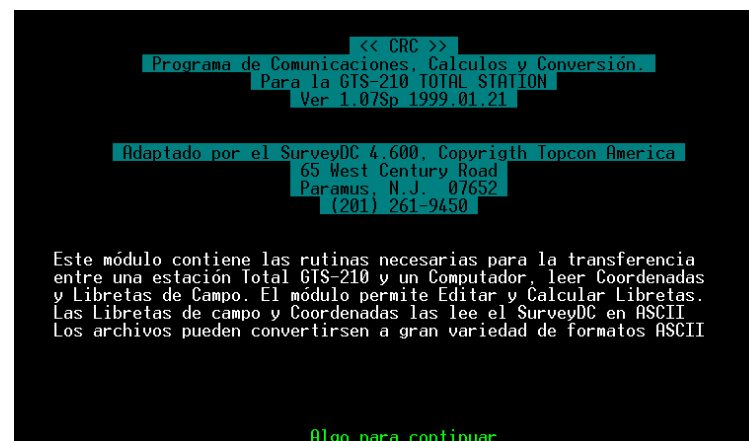 << CRC >>
Programa de Comunicaciones, Calculos y Conversión.
Para la GTS-210 TOTAL STATION
Ver 1.07Sp 1999.01.21
Adaptado por el SurveyDC 4.600, Copyrigth Topcon America
65 West Century Road
Paramus, N.J.  07652
(201) 261-9450
Este módulo contiene las rutinas necesarias para la transferencia
entre una estación Total GTS-210 y un Computador, leer Coordenadas
y Libretas de Campo. El módulo permite Editar y Calcular Libretas.
Las Libretas de campo y Coordenadas las lee el SurveyDC en ASCII
Los archivos pueden convertirsen a gran variedad de formatos ASCII
Algo para continuar